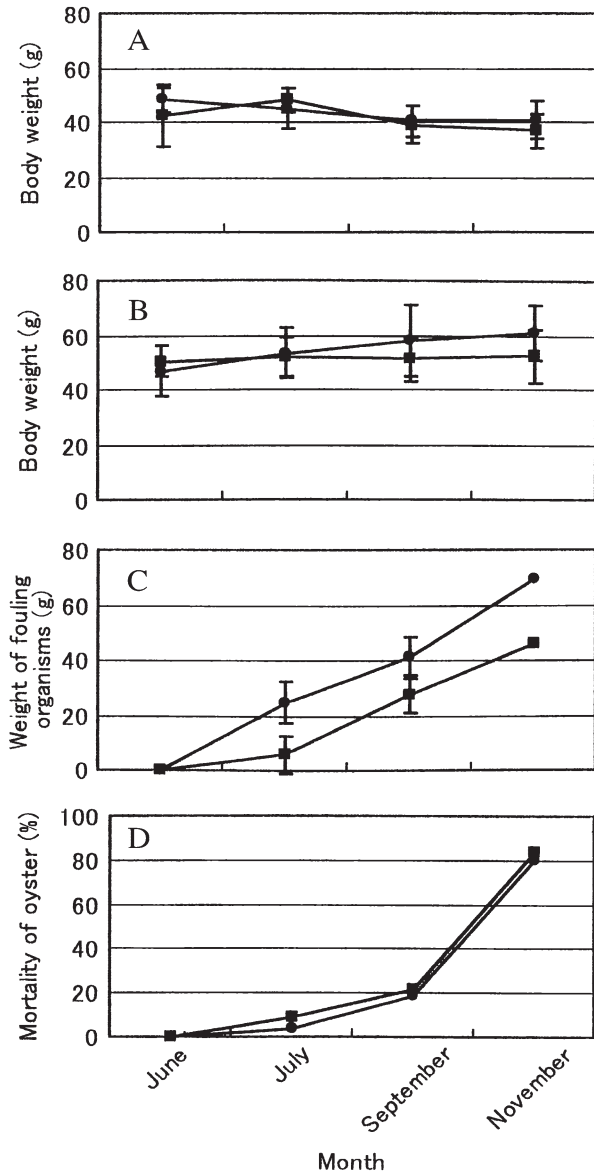 A
Body weight (g)
80
60
40
20
0
B
Body weight (g)
80
60
40
20
0
C
Weight of fouling
organisms (g)
80
60
40
20
0
D
Mortality of oyster (%)
100
80
60
40
20
0
June
July
September
November
Month